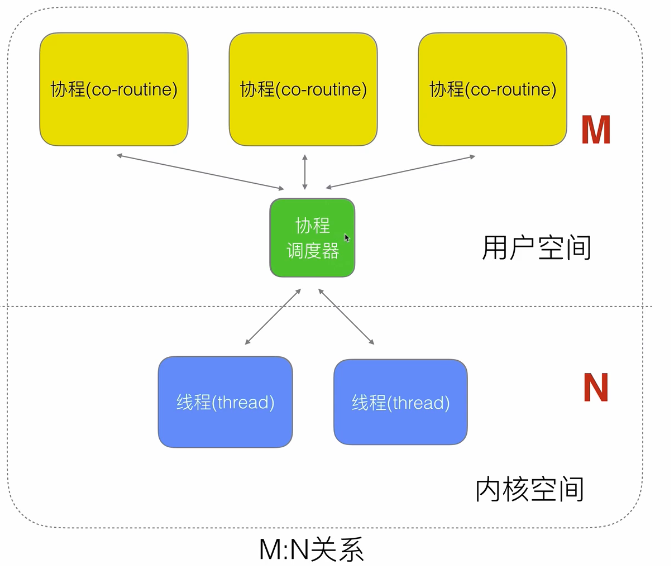 协程(co-routine)
协程(co-routine)
协程(co-routine)
M
协程
调度器
用户空间
线程(thread)
线程(thread)
N
内核空间
M:N关系